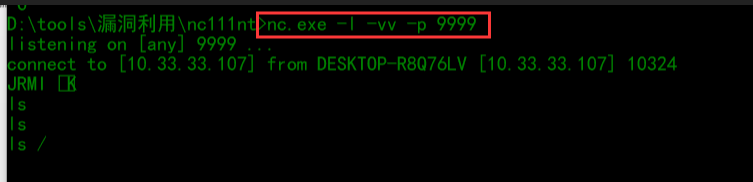 D:\tools\漏洞利用\nc111nt>nc.exe -l -vv -p 9999
listening on [any] 9999 ...
connect to [10.33.33.107] from DESKTOP-R8Q76LV [10.33.33.107] 10324
JRMI K
ls
ls
ls /